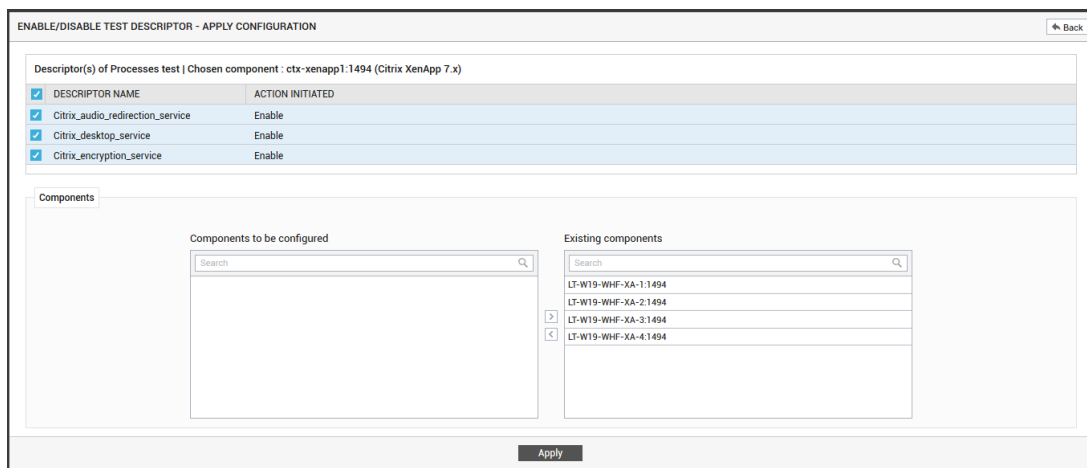 ENABLE/DISABLE TEST DESCRIPTOR - APPLY CONFIGURATION
Back
Descriptor(s) of Processes test | Chosen component : ctx-xenapp1:1494 (Citrix XenApp 7.x)
DESCRIPTOR NAME ACTION INITIATED
Citrix_audio_redirection_service Enable
Citrix_desktop_service Enable
Citrix_encryption_service Enable
Components
Components to be configured Existing components
Search Search
LT-W19-WHF-XA-1:1494
LT-W19-WHF-XA-2:1494
LT-W19-WHF-XA-3:1494
LT-W19-WHF-XA-4:1494
Apply